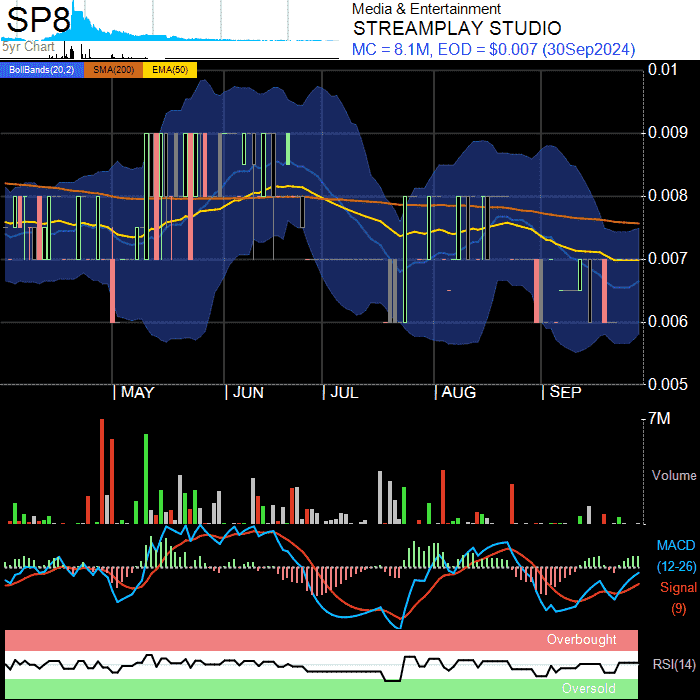 SP8
5yr Chart
Media & Entertainment
STREAMPLAY STUDIO
MC = 8.1M, EOD = $0.007 (30Sep2024)
BollBands(20,2) SMA(200) EMA(50)
0.01
0.009
0.008
0.007
0.006
0.005
MAY JUN JUL AUG SEP
7M
Volume
MACD
(12-26)
Signal
(9)
Overbought
RSI(14)
Oversold